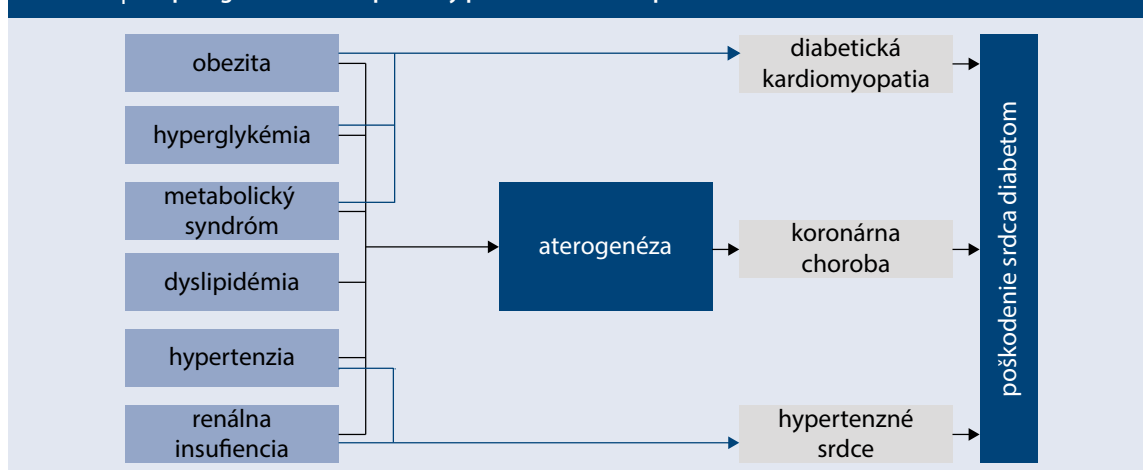 obezita
hyperglykémia
metabolický
syndróm
dyslipidémia
hypertenzia
renálna
insufiencia
aterogenéza
diabetická
kardiomyopatia
koronárna
choroba
hypertenzné
srdce
poškodenie srdca diabetom